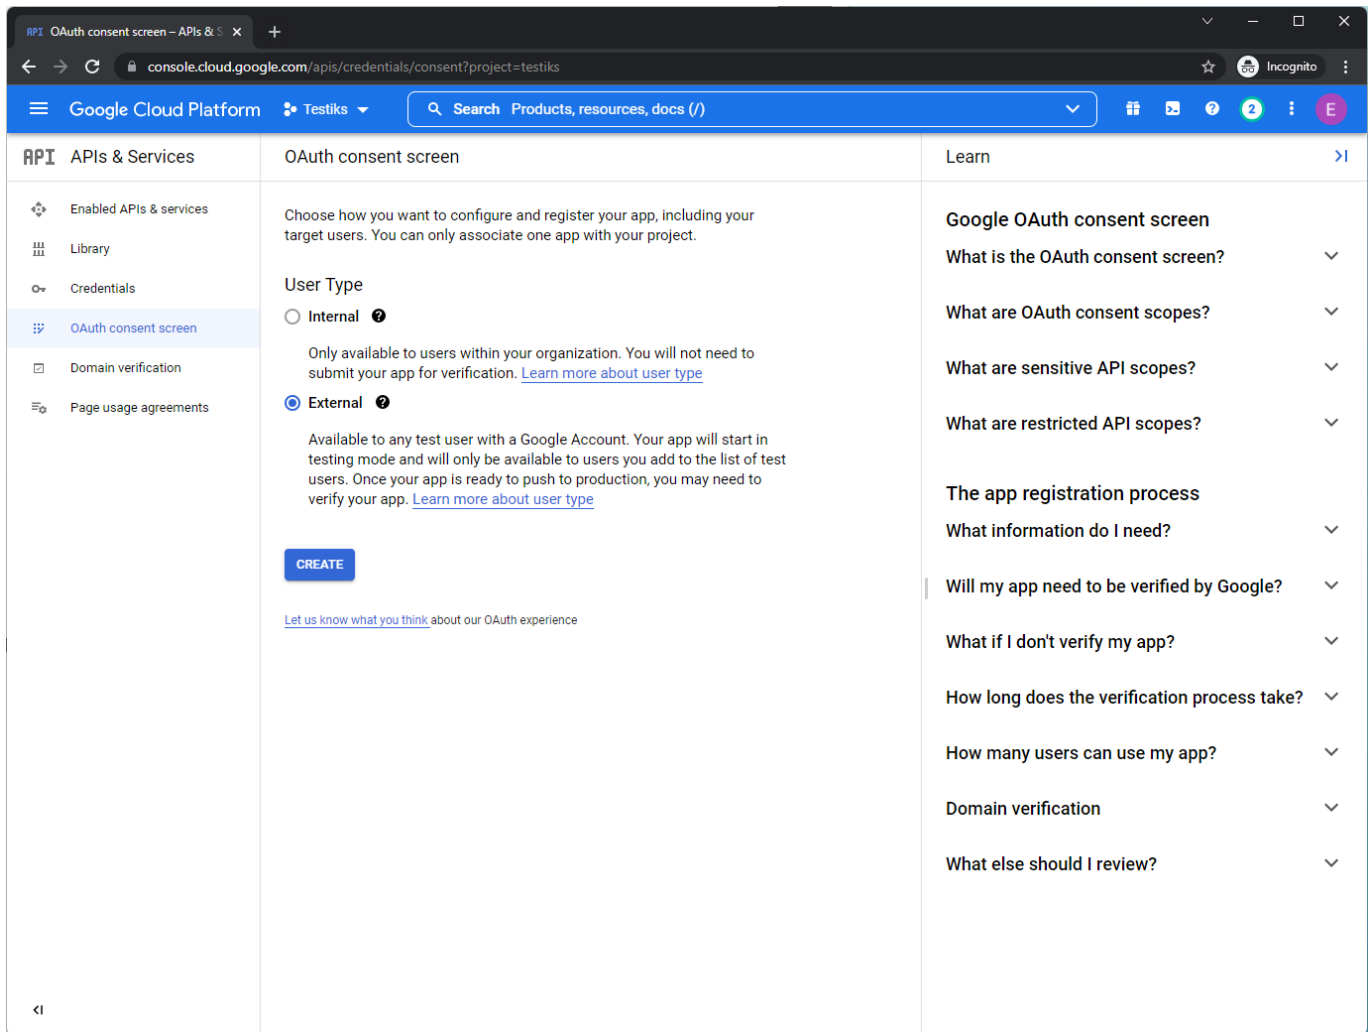 API OAuth consent screen – APIs & S
console.cloud.google.com/apis/credentials/consent?project=testiks
Incognito
Google Cloud Platform
Testiks
Search Products, resources, docs (/)
2
E
API APIs & Services
Enabled APIs & services
Library
Credentials
OAuth consent screen
Domain verification
Page usage agreements
OAuth consent screen
Choose how you want to configure and register your app, including your
target users. You can only associate one app with your project.
User Type
Internal
Only available to users within your organization. You will not need to
submit your app for verification. Learn more about user type
External
Available to any test user with a Google Account. Your app will start in
testing mode and will only be available to users you add to the list of test
users. Once your app is ready to push to production, you may need to
verify your app. Learn more about user type
CREATE
Let us know what you think about our OAuth experience
Learn
Google OAuth consent screen
What is the OAuth consent screen?
What are OAuth consent scopes?
What are sensitive API scopes?
What are restricted API scopes?
The app registration process
What information do I need?
Will my app need to be verified by Google?
What if I don't verify my app?
How long does the verification process take?
How many users can use my app?
Domain verification
What else should I review?